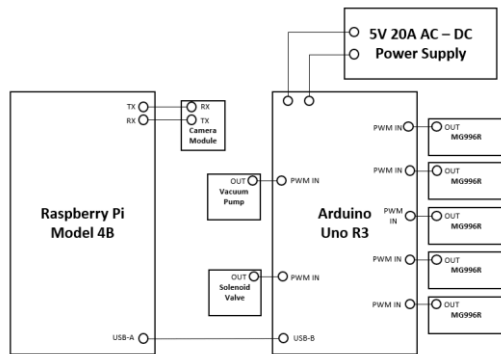 5V 20A AC – DC
Power Supply
TX
RX
RX
TX
Camera
Module
PWM IN
OUT
MG996R
PWM IN
OUT
MG996R
OUT
Vacuum
Pump
PWM IN
Raspberry Pi
Model 4B
Arduino
Uno R3
PWM
IN
OUT
MG996R
PWM IN
OUT
MG996R
OUT
Solenoid
Valve
PWM IN
PWM IN
OUT
MG996R
USB-A
USB-B